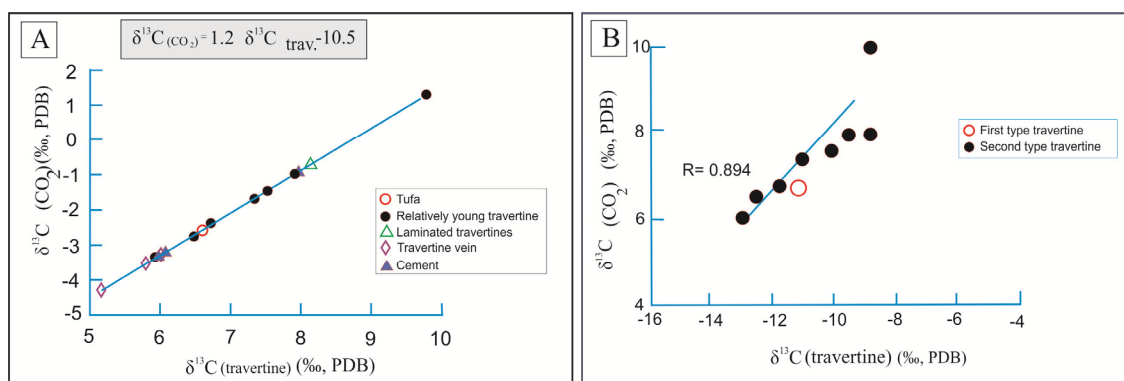 A
δ¹³C (CO₂) = 1.2 δ¹³C trav.-10.5
δ¹³C (CO₂)(‰, PDB)
2
1
0
-1
-2
-3
-4
-5
5
6
7
8
9
10
δ¹³C (travertine) (‰, PDB)
Tufa
Relatively young travertine
Laminated travertines
Travertine vein
Cement
B
δ¹³C (CO₂) (‰, PDB)
10
8
6
4
-16
-14
-12
-10
-8
-6
-4
R= 0.894
δ¹³C (travertine) (‰, PDB)
First type travertine
Second type travertine